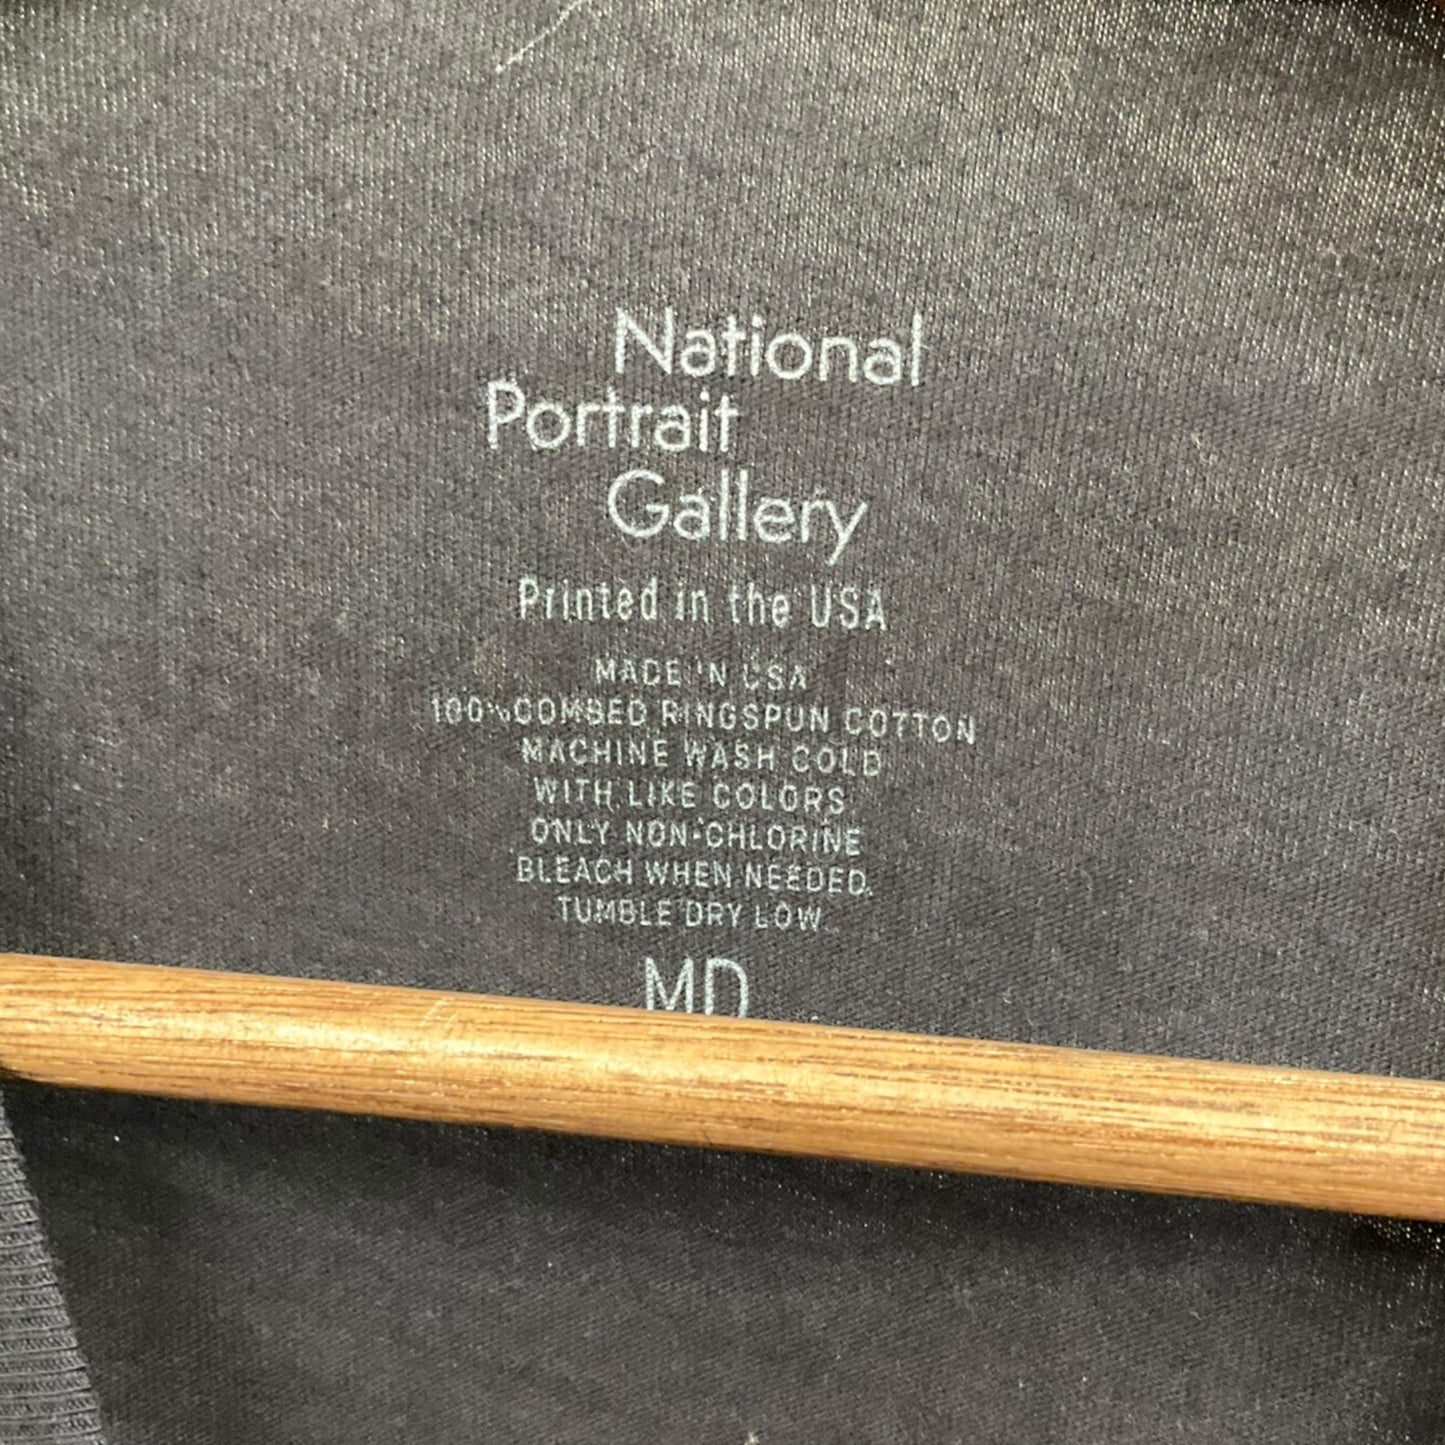 National
Portrait
Gallery
Printed in the USA
MADE IN USA
100% COMBED RINGSPUN COTTON
MACHINE WASH COLD
WITH LIKE COLORS
ONLY NON-CHLORINE
BLEACH WHEN NEEDED.
TUMBLE DRY LOW
MD